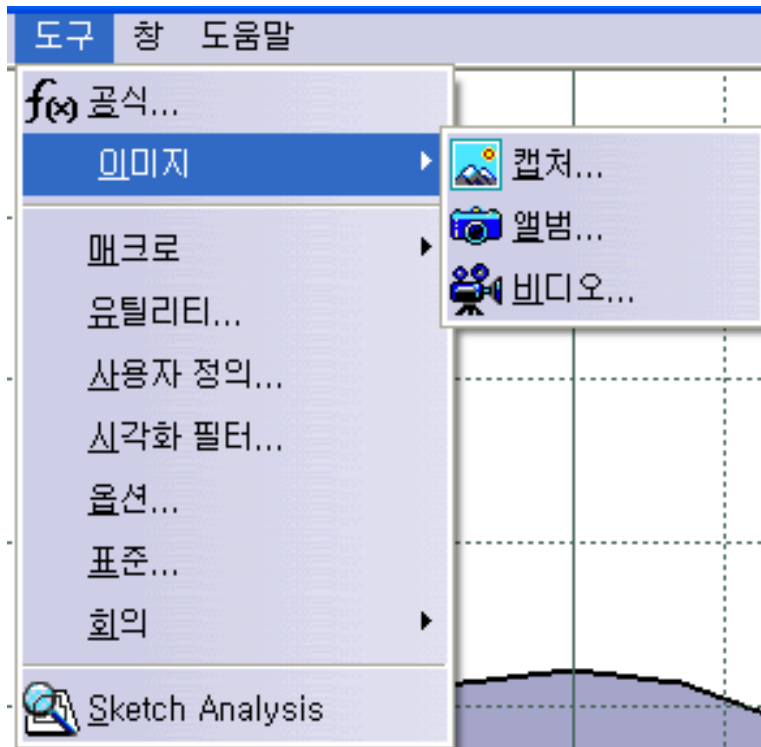 도구 창 도움말
f(x) 공식...
이미지
캡처...
앨범...
비디오...
매크로
유틸리티...
사용자 정의...
시각화 필터...
옵션...
표준...
회의
Sketch Analysis